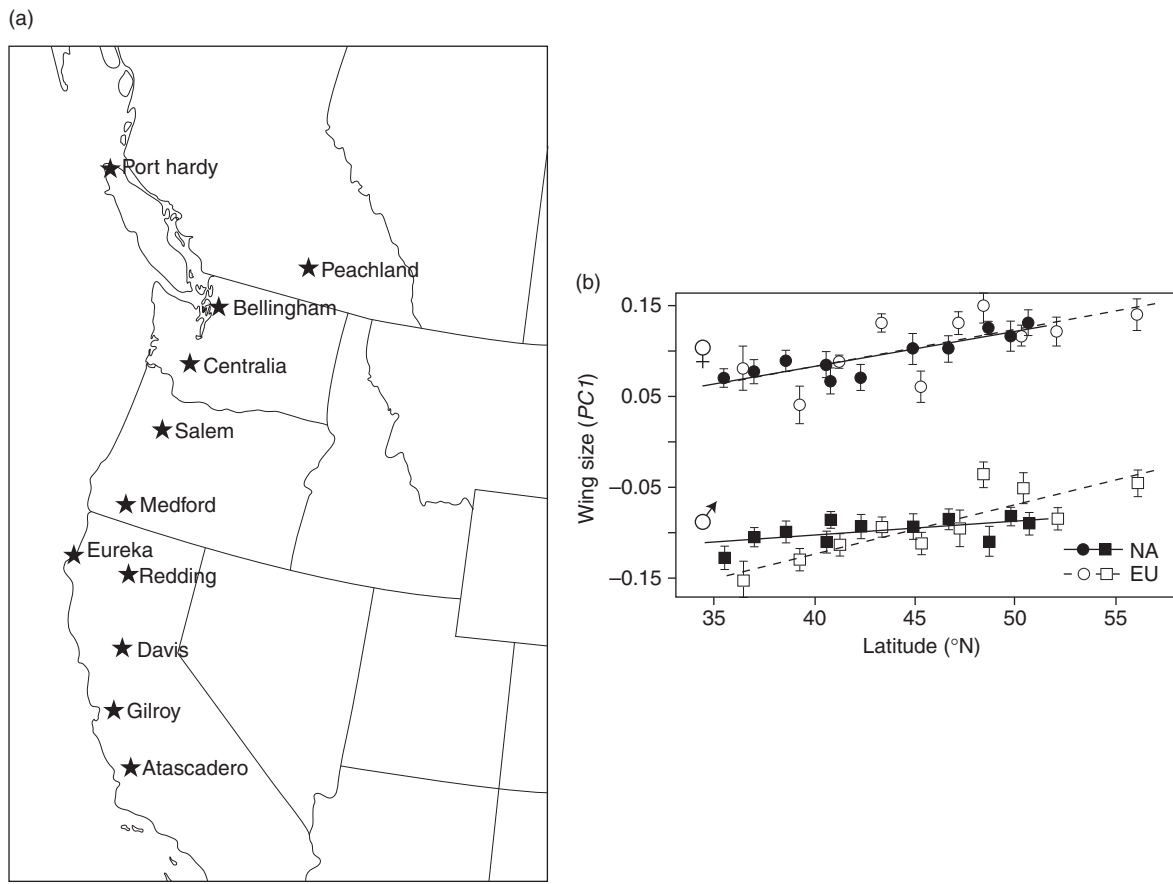 (a)
Port hardy
Peachland
Bellingham
Centralia
Salem
Medford
Eureka
Redding
Davis
Gilroy
Atascadero
(b)
Wing size (PC1)
0.15
0.05
−0.05
−0.15
NA
EU
35 40 45 50 55
Latitude (°N)